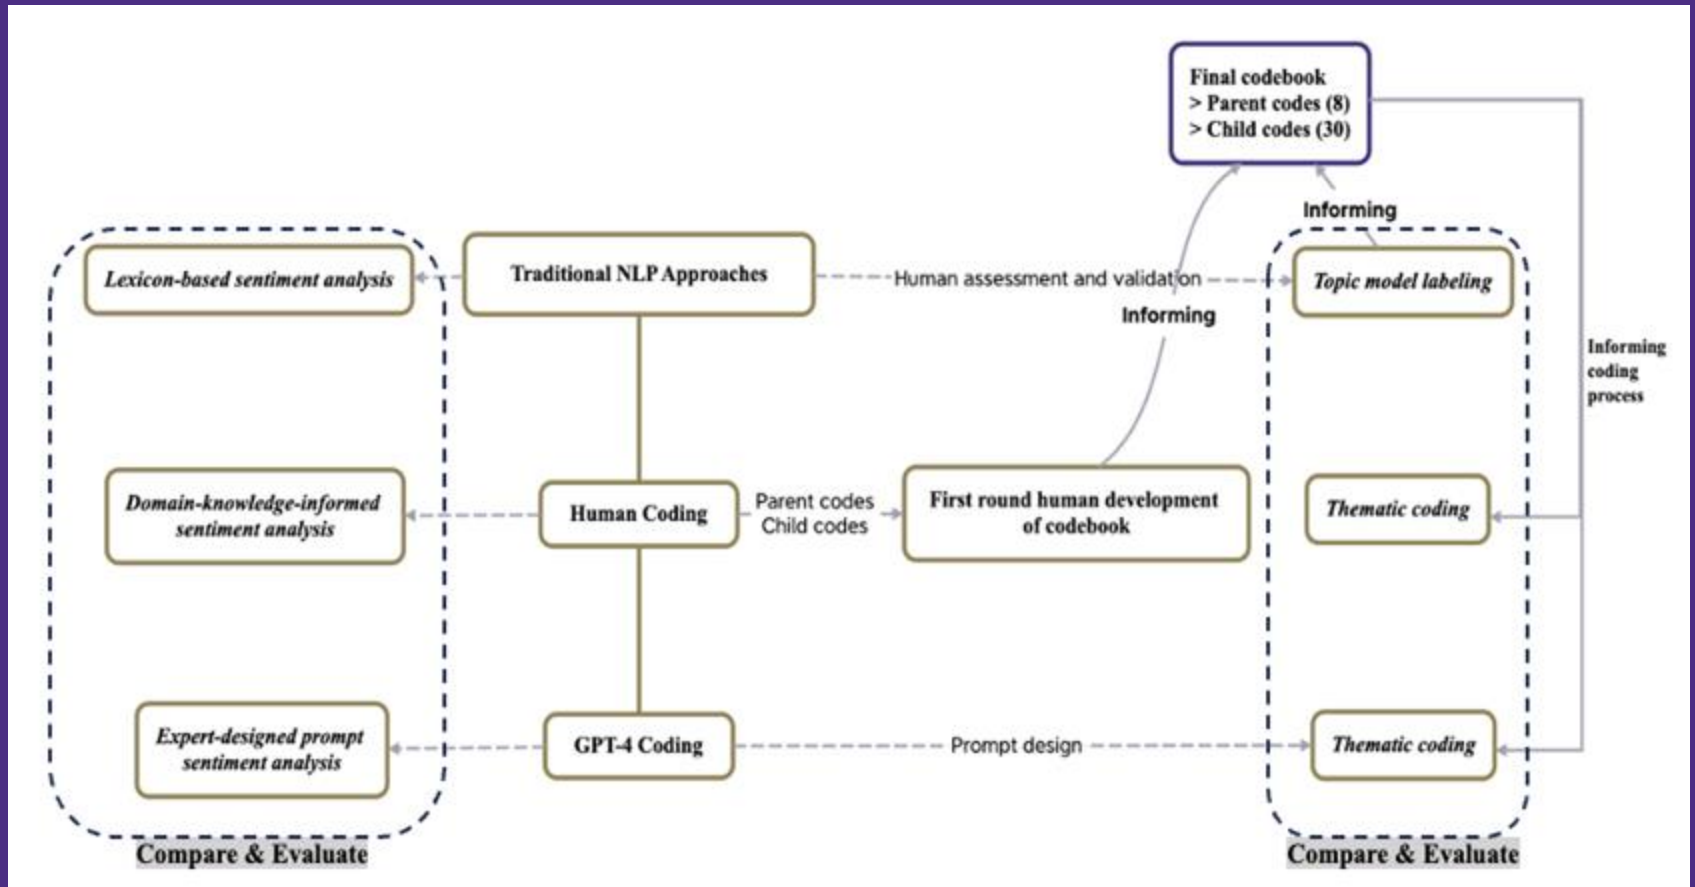 Final codebook
> Parent codes (8)
> Child codes (30)
Informing
Lexicon-based sentiment analysis
Traditional NLP Approaches
Human assessment and validation
Topic model labeling
Informing
Informing
coding
process
Domain-knowledge-informed
sentiment analysis
Human Coding
Parent codes
Child codes
First round human development
of codebook
Thematic coding
Expert-designed prompt
sentiment analysis
GPT-4 Coding
Prompt design
Thematic coding
Compare & Evaluate
Compare & Evaluate